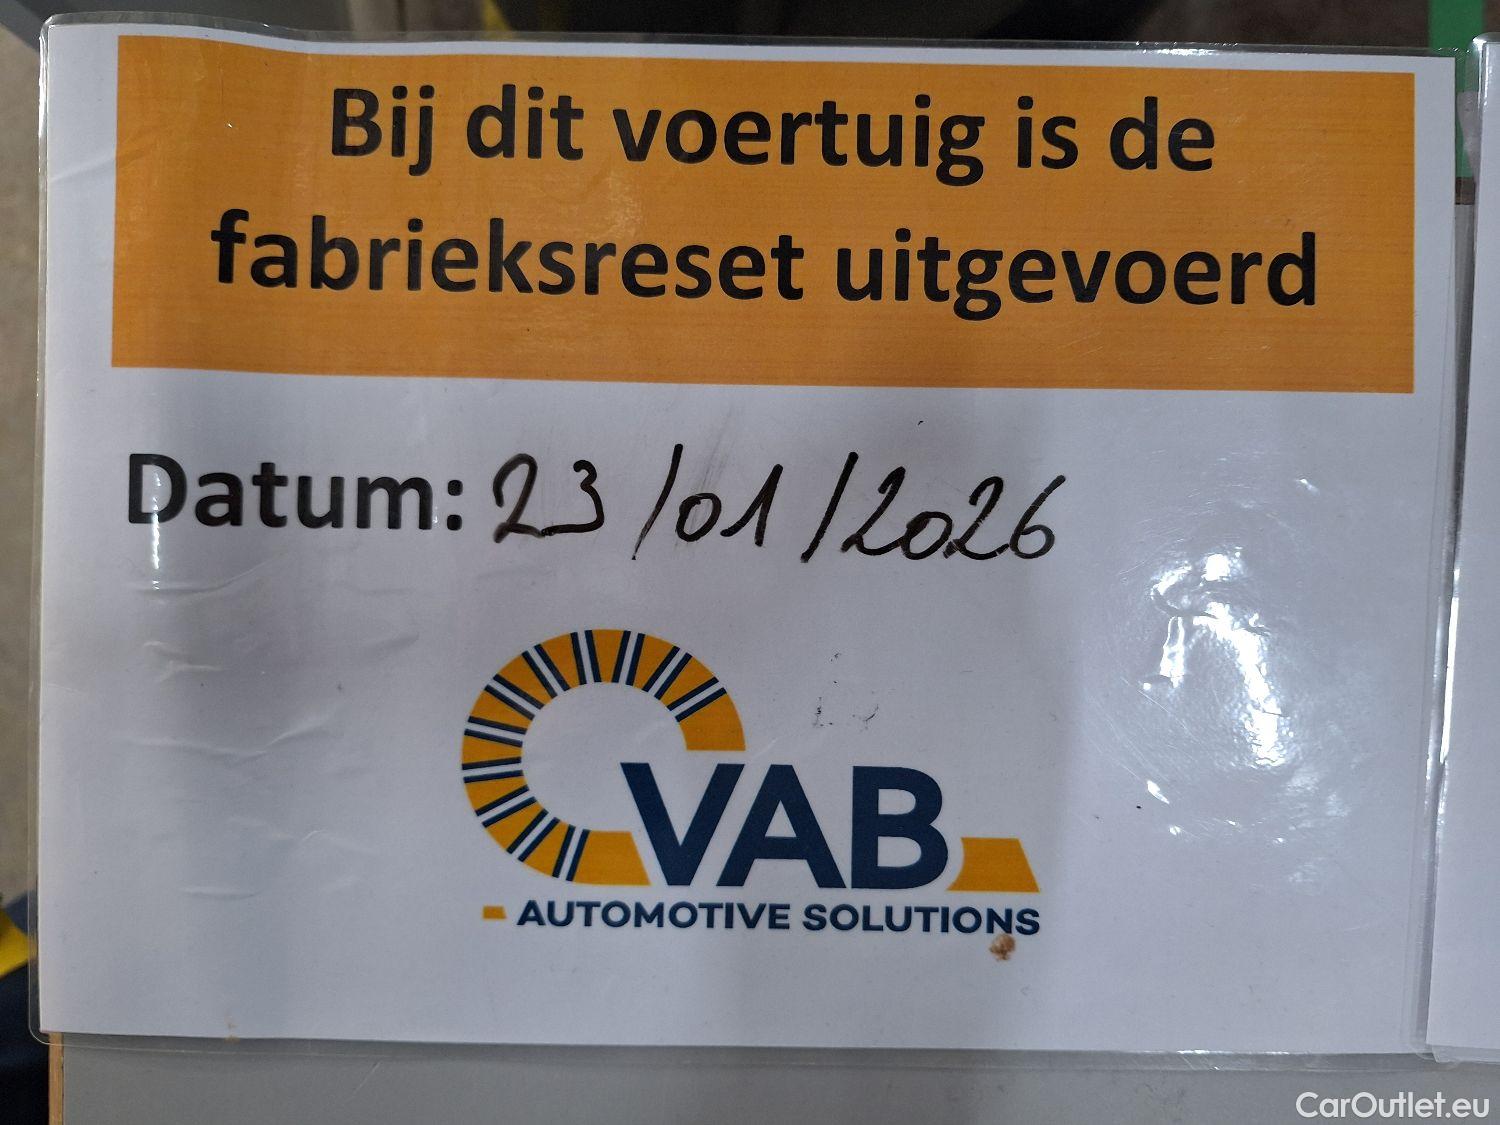 Bij dit voertuig is de
fabrieksreset uitgevoerd
Datum: 23/01/2026
VAB
AUTOMOTIVE SOLUTIONS
CarOutlet.eu